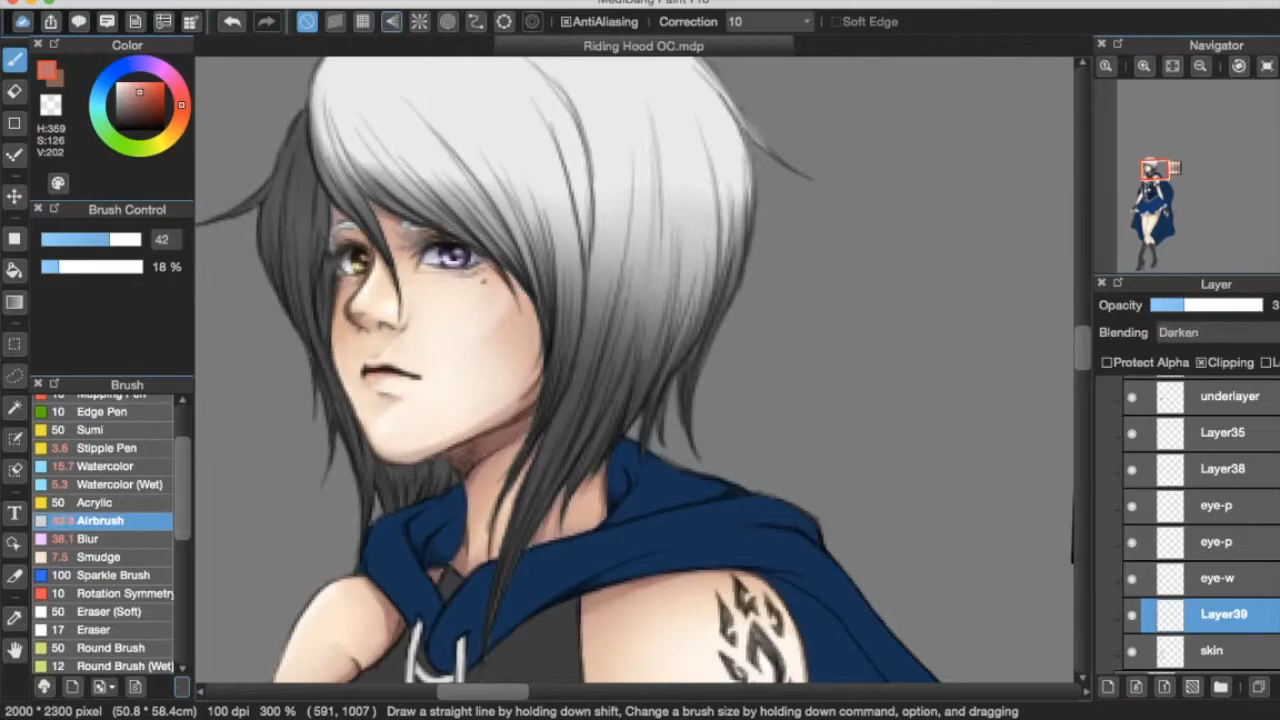 AntiAliasing Correction 10 Soft Edge
Riding Hood OC.mdp
Color
H:359
S:126
V:202
Brush Control
42
18 %
Brush
10 Edge Pen
50 Sumi
3.6 Stipple Pen
15.7 Watercolor
5.3 Watercolor (Wet)
50 Acrylic
Airbrush
38.1 Blur
7.5 Smudge
100 Sparkle Brush
10 Rotation Symmetry
Eraser (Soft)
17 Eraser
50 Round Brush
12 Round Brush (Wet)
Navigator
Layer
Opacity 3
Blending Darken
Protect Alpha Clipping L
underlayer
Layer35
Layer38
eye-p
eye-p
eye-w
Layer39
skin
T
2000 * 2300 pixel (50.8 * 58.4cm) 100 dpi 300 % ( 591, 1007 ) Draw a straight line by holding down shift, Change a brush size by holding down command, option, and dragging